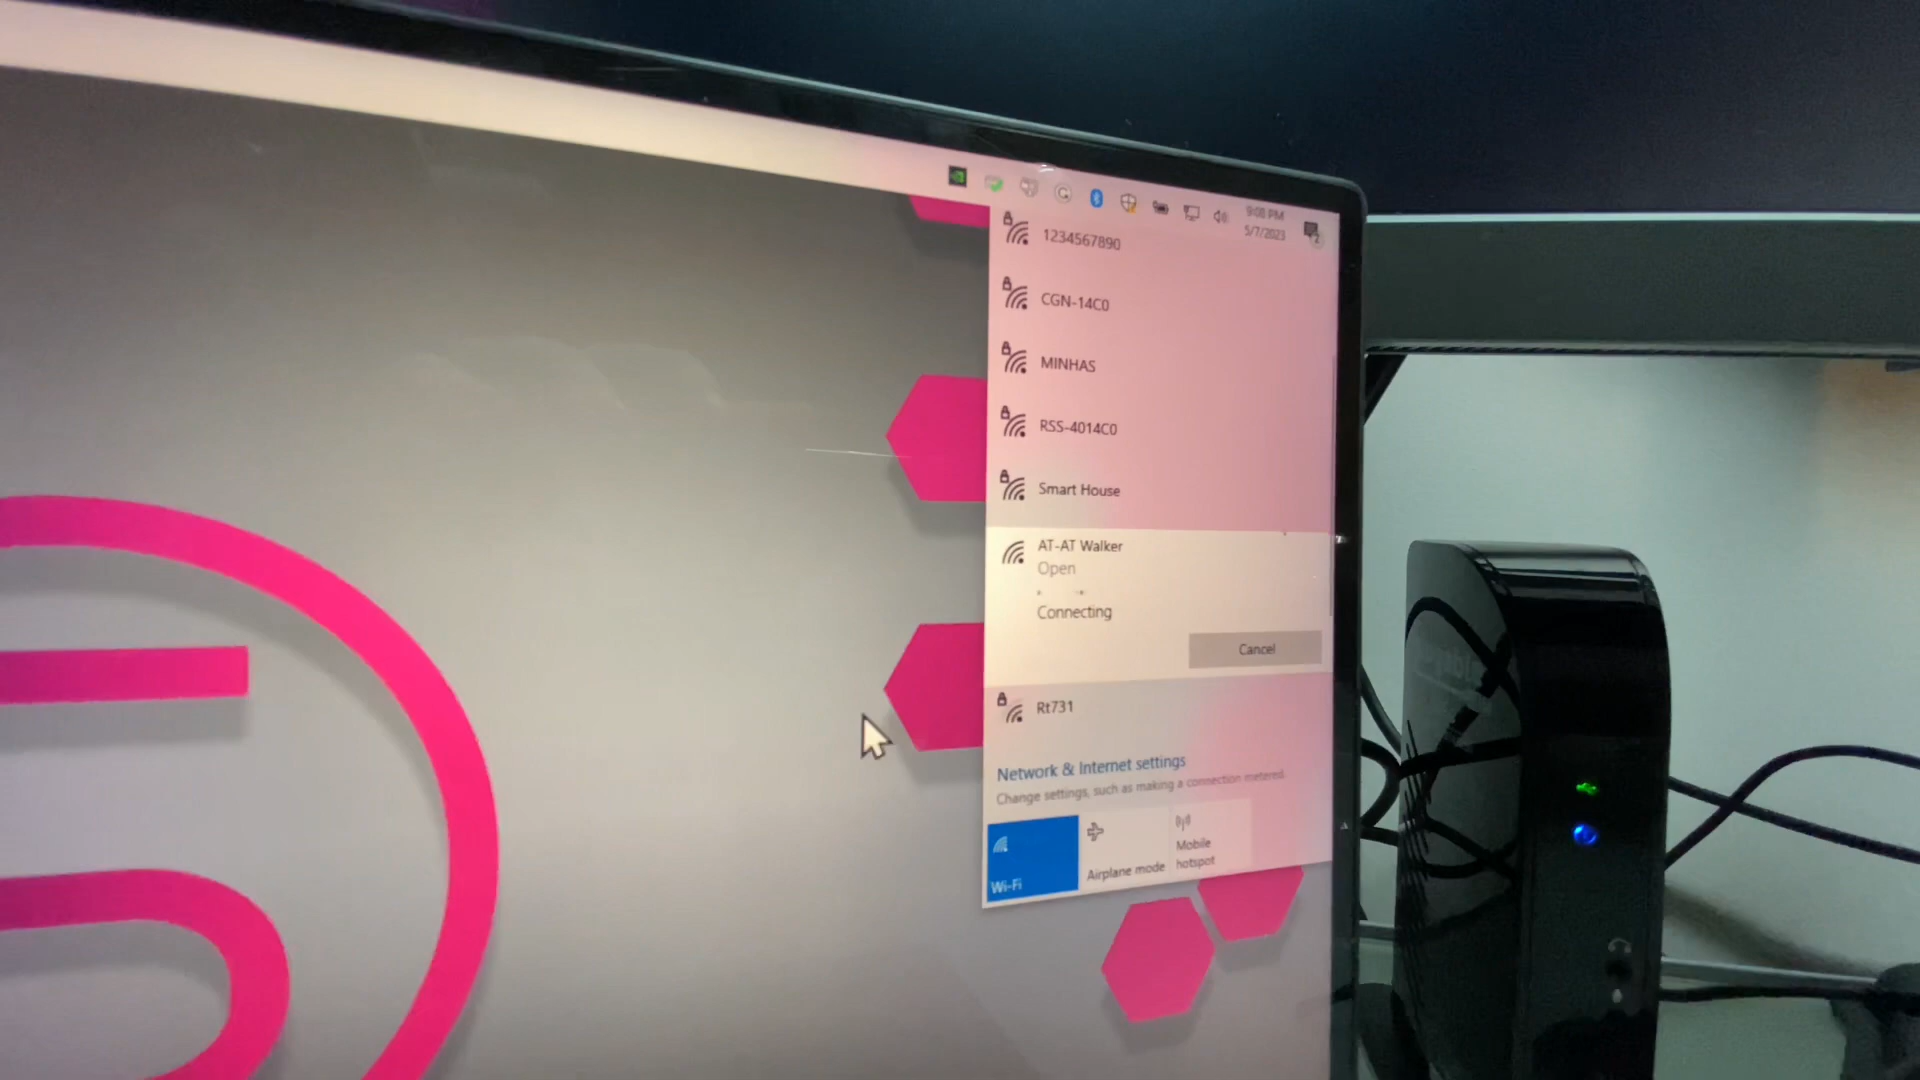 9:08 PM
5/7/2023
1234567890
CGN-14C0
MINHAS
RSS-4014C0
Smart House
AT-AT Walker
Open
Connecting
Cancel
Rt731
Network & Internet settings
Change settings, such as making a connection metered.
Wi-Fi
Airplane mode
Mobile
hotspot